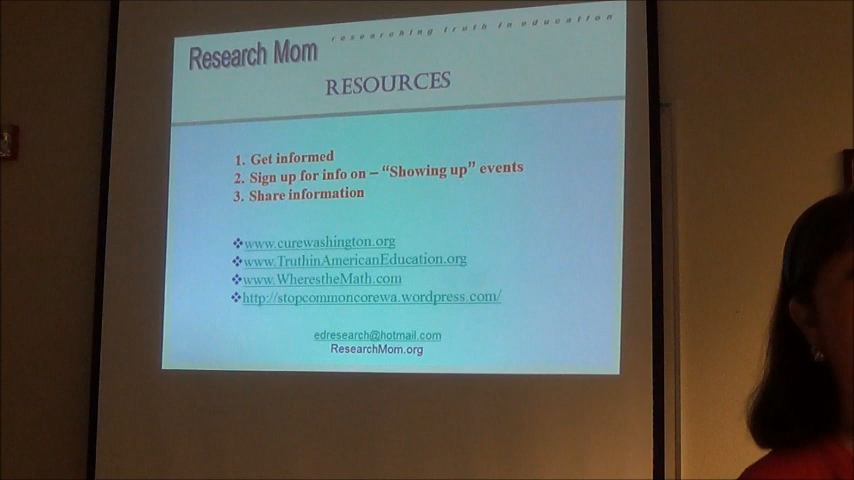 researching truth in education
Research Mom
RESOURCES
1. Get informed
2. Sign up for info on – “Showing up” events
3. Share information
❖www.curewashington.org
❖www.TruthinAmericanEducation.org
❖www.WherestheMath.com
❖http://stopcommoncorewa.wordpress.com/
edresearch@hotmail.com
ResearchMom.org